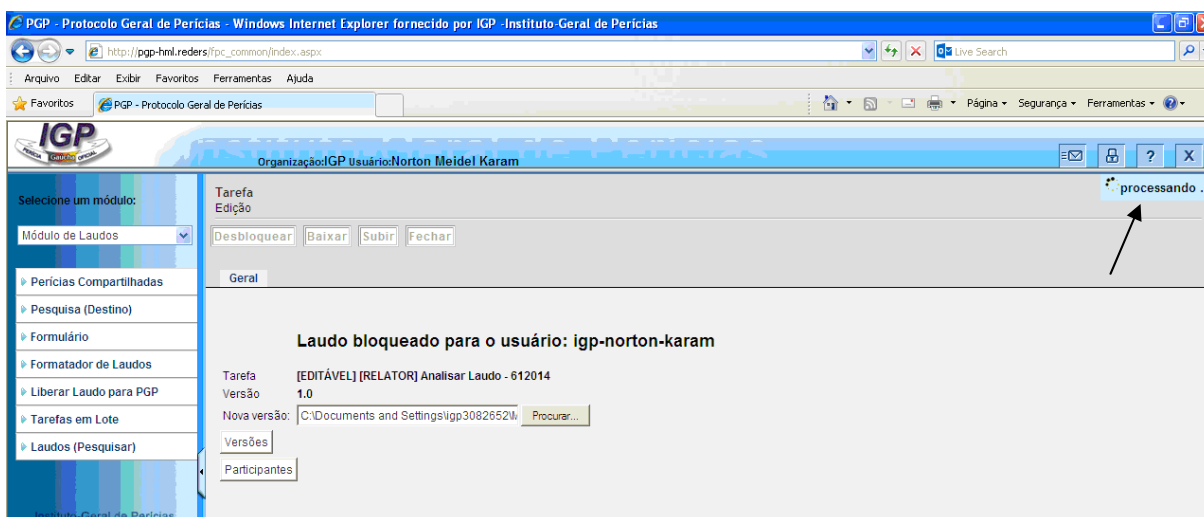 PGP - Protocolo Geral de Perícias - Windows Internet Explorer fornecido por IGP -Instituto-Geral de Perícias
http://pgp-hml.reders/fpc_common/index.aspx
Live Search
Arquivo Editar Exibir Favoritos Ferramentas Ajuda
Favoritos PGP - Protocolo Geral de Perícias Página Segurança Ferramentas
IGP
PERÍCIA Gaúcha OFICIAL
Organização:IGP Usuário:Norton Meidel Karam
? X
processando .
Selecione um módulo:
Módulo de Laudos
Perícias Compartilhadas
Pesquisa (Destino)
Formulário
Formatador de Laudos
Liberar Laudo para PGP
Tarefas em Lote
Laudos (Pesquisar)
Instituto-Geral de Perícias
Tarefa
Edição
Desbloquear Baixar Subir Fechar
Geral
Laudo bloqueado para o usuário: igp-norton-karam
Tarefa [EDITÁVEL] [RELATOR] Analisar Laudo - 612014
Versão 1.0
Nova versão: C:\Documents and Settings\igp3082652\ Procurar...
Versões
Participantes